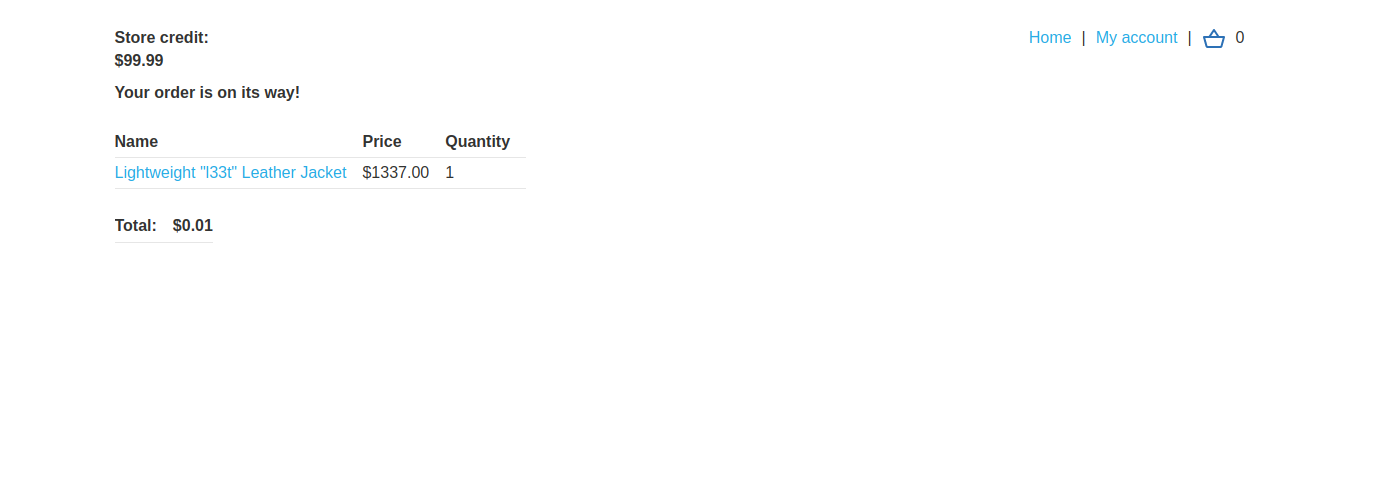 Store credit:
$99.99
Home | My account | 0
Your order is on its way!
Name Price Quantity
Lightweight "l33t" Leather Jacket $1337.00 1
Total: $0.01